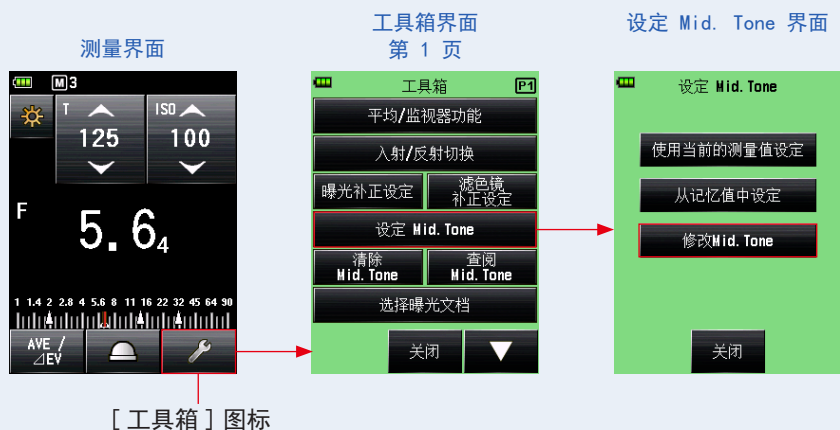 测量界面
工具箱界面
第 1 页
设定 Mid. Tone 界面
M 3
T
125
ISO
100
F
5.6 4
1 1.4 2 2.8 4 5.6 8 11 16 22 32 45 64 90
AVE /
⊿EV
[ 工具箱 ] 图标
工具箱
P1
平均/监视器功能
入射/反射切换
曝光补正设定
滤色镜
补正设定
设定 Mid. Tone
清除
Mid. Tone
查阅
Mid. Tone
选择曝光文档
关闭
设定 Mid. Tone
使用当前的测量值设定
从记忆值中设定
修改Mid. Tone
关闭